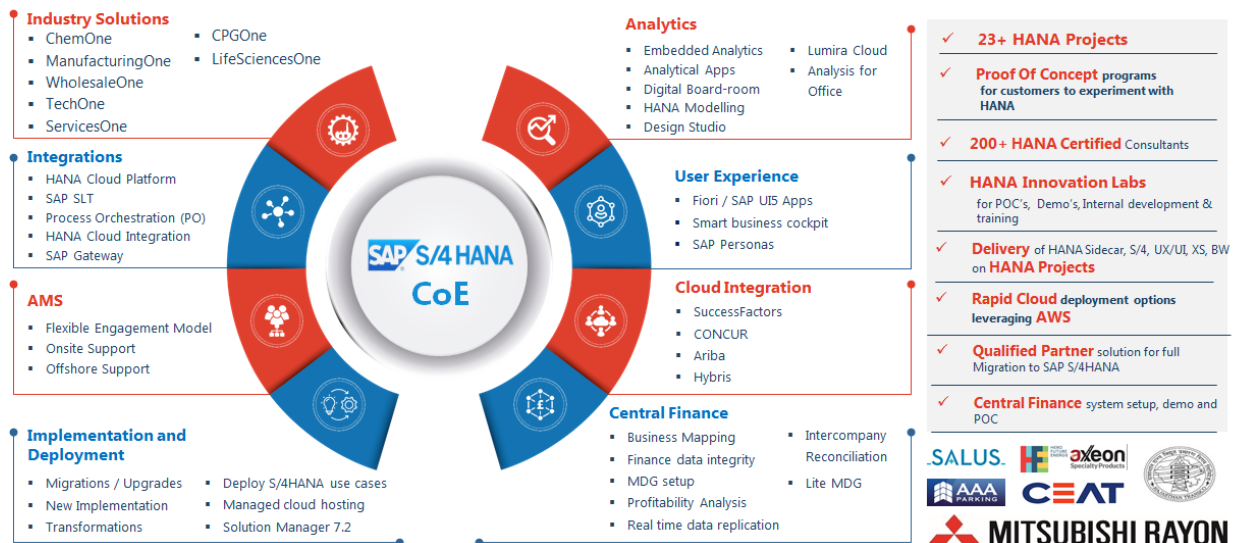 Industry Solutions
ChemOne
ManufacturingOne
WholesaleOne
TechOne
ServicesOne
CPGOne
LifeSciencesOne
Integrations
HANA Cloud Platform
SAP SLT
Process Orchestration (PO)
HANA Cloud Integration
SAP Gateway
AMS
Flexible Engagement Model
Onsite Support
Offshore Support
Implementation and
Deployment
Migrations / Upgrades
New Implementation
Transformations
Deploy S/4HANA use cases
Managed cloud hosting
Solution Manager 7.2
SAP S/4 HANA
CoE
Analytics
Embedded Analytics
Analytical Apps
Digital Board-room
HANA Modelling
Design Studio
Lumira Cloud
Analysis for
Office
User Experience
Fiori / SAP UI5 Apps
Smart business cockpit
SAP Personas
Cloud Integration
SuccessFactors
CONCUR
Ariba
Hybris
Central Finance
Business Mapping
Finance data integrity
MDG setup
Profitability Analysis
Real time data replication
Intercompany
Reconciliation
Lite MDG
23+ HANA Projects
Proof Of Concept programs
for customers to experiment with
HANA
200+ HANA Certified Consultants
HANA Innovation Labs
for POC's, Demo's, Internal development &
training
Delivery of HANA Sidecar, S/4, UX/UI, XS, BW
on HANA Projects
Rapid Cloud deployment options
leveraging AWS
Qualified Partner solution for full
Migration to SAP S/4HANA
Central Finance system setup, demo and
POC
SALUS
HERO
FUTURE
ENERGIES
axeon
Specialty Products
AAA
PARKING
CEAT
MITSUBISHI RAYON